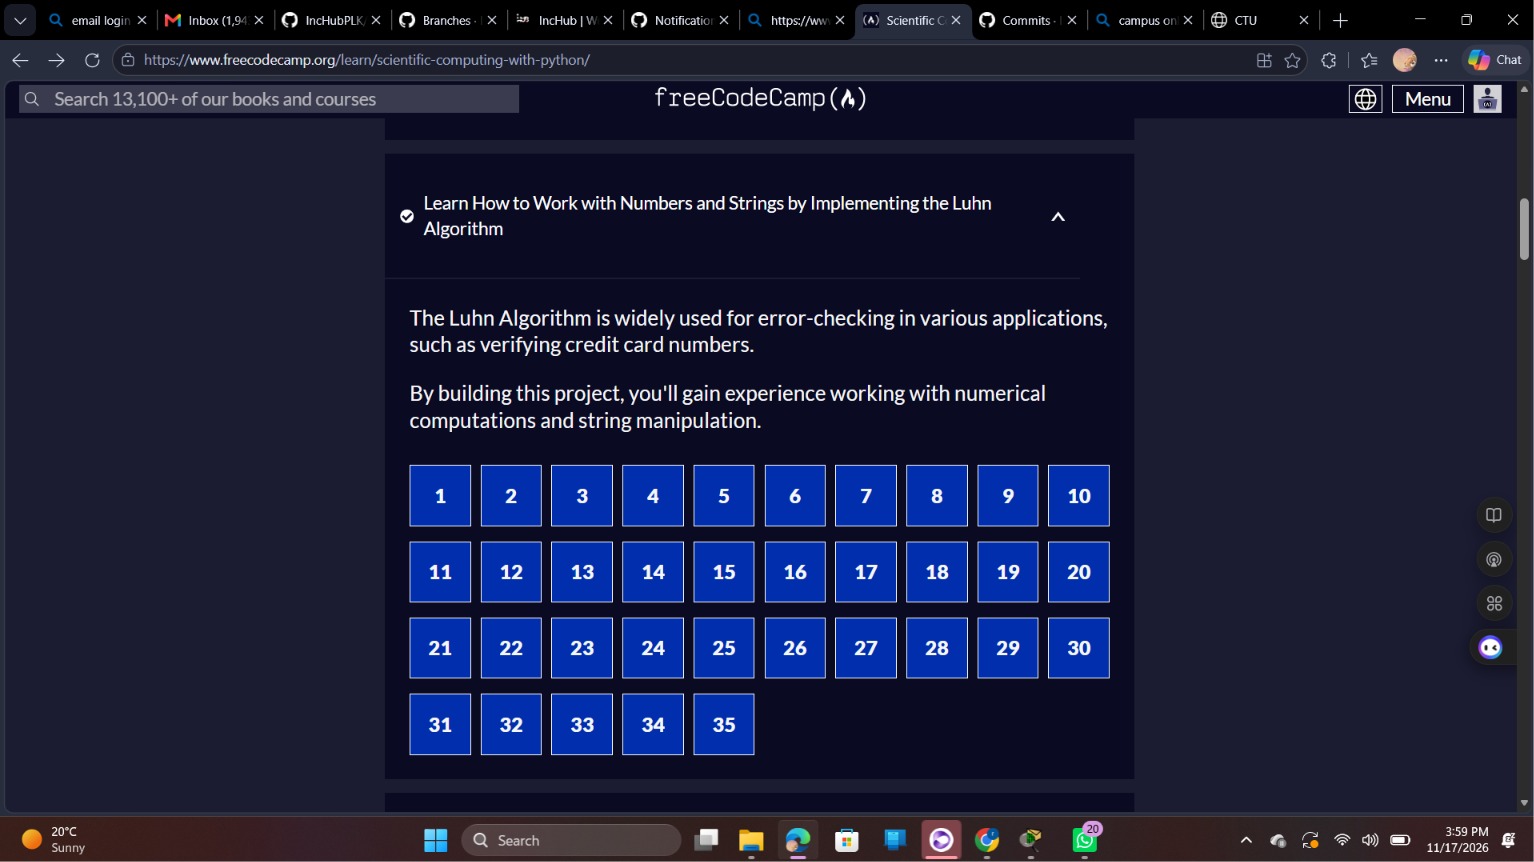 email login
Inbox (1,94
IncHubPLK/
Branches ·
IncHub | W
Notification
https://ww
Scientific C
Commits ·
campus on
CTU
https://www.freecodecamp.org/learn/scientific-computing-with-python/
Chat
Search 13,100+ of our books and courses
freeCodeCamp
Menu
Learn How to Work with Numbers and Strings by Implementing the Luhn
Algorithm
The Luhn Algorithm is widely used for error-checking in various applications,
such as verifying credit card numbers.
By building this project, you'll gain experience working with numerical
computations and string manipulation.
1 2 3 4 5 6 7 8 9 10
11 12 13 14 15 16 17 18 19 20
21 22 23 24 25 26 27 28 29 30
31 32 33 34 35
20°C
Sunny
Search
20
3:59 PM
11/17/2026